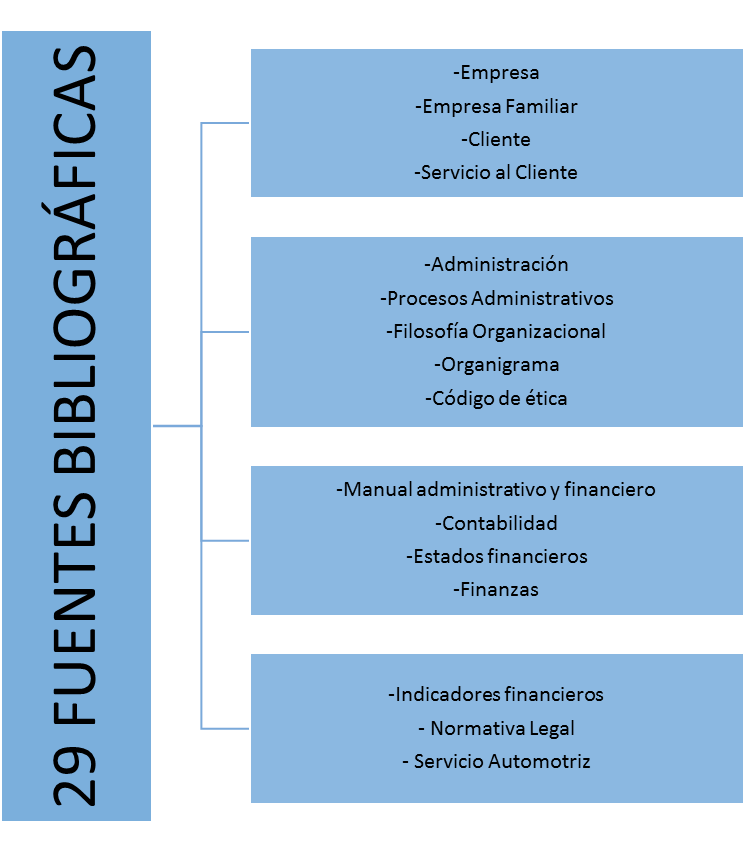 29 FUENTES BIBLIOGRÁFICAS
-Empresa
-Empresa Familiar
-Cliente
-Servicio al Cliente
-Administración
-Procesos Administrativos
-Filosofía Organizacional
-Organigrama
-Código de ética
-Manual administrativo y financiero
-Contabilidad
-Estados financieros
-Finanzas
-Indicadores financieros
- Normativa Legal
- Servicio Automotriz